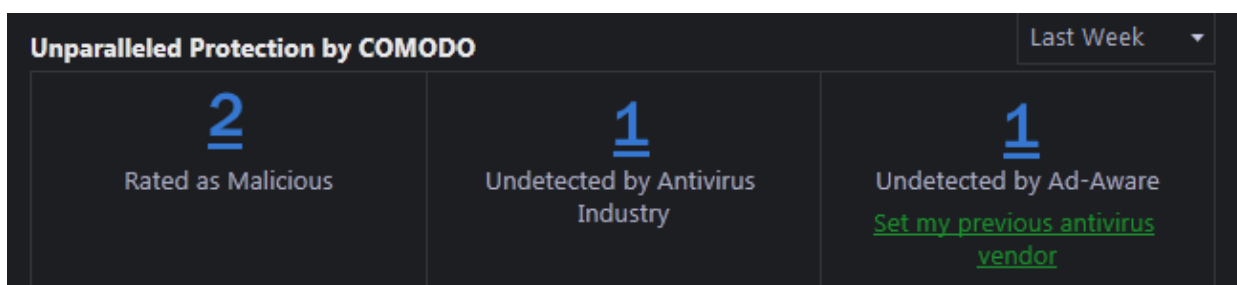 Unparalleled Protection by COMODO
Last Week
2
Rated as Malicious
1
Undetected by Antivirus
Industry
1
Undetected by Ad-Aware
Set my previous antivirus
vendor